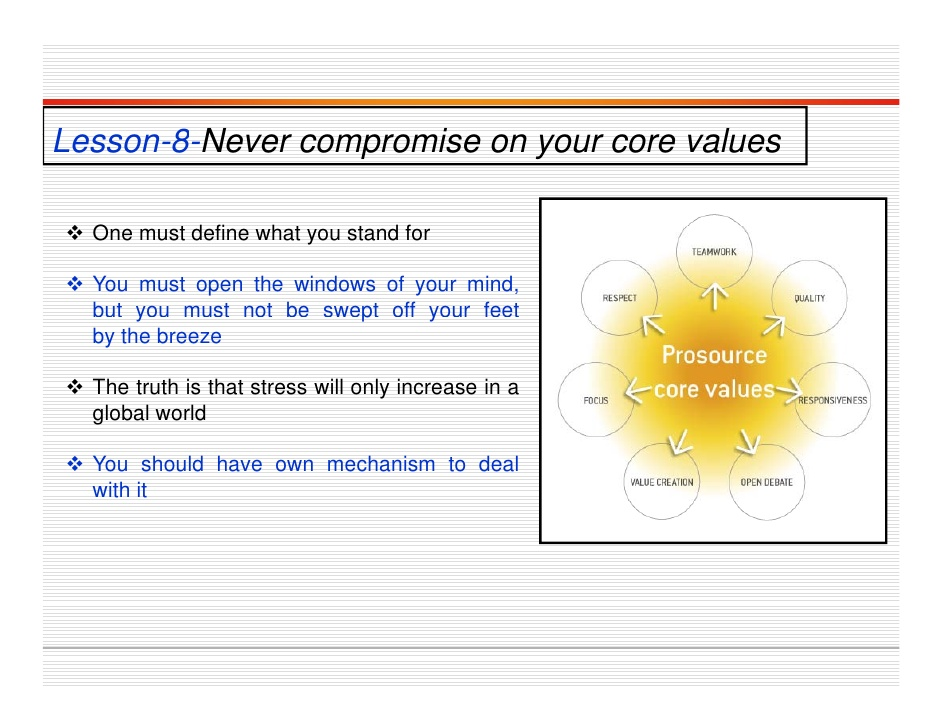 Lesson-8-Never compromise on your core values
❖ One must define what you stand for
❖ You must open the windows of your mind,
but you must not be swept off your feet
by the breeze
❖ The truth is that stress will only increase in a
global world
❖ You should have own mechanism to deal
with it
TEAMWORK
RESPECT
QUALITY
Prosource
core values
FOCUS
RESPONSIVENESS
VALUE CREATION
OPEN DEBATE